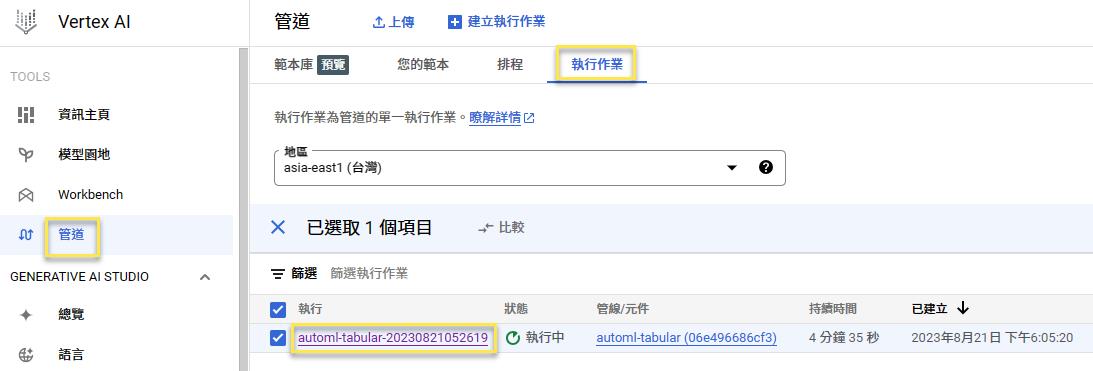 Vertex AI
管道
上傳
建立執行作業
TOOLS
資訊主頁
模型園地
Workbench
管道
GENERATIVE AI STUDIO
總覽
語言
範本庫 預覽
您的範本
排程
執行作業
執行作業為管道的單一執行作業。瞭解詳情
地區
asia-east1 (台灣)
已選取 1 個項目
比較
篩選 篩選執行作業
執行 狀態 管線/元件 持續時間 已建立
automl-tabular-20230821052619 執行中 automl-tabular (06e496686cf3) 4 分鐘 35 秒 2023年8月21日 下午6:05:20